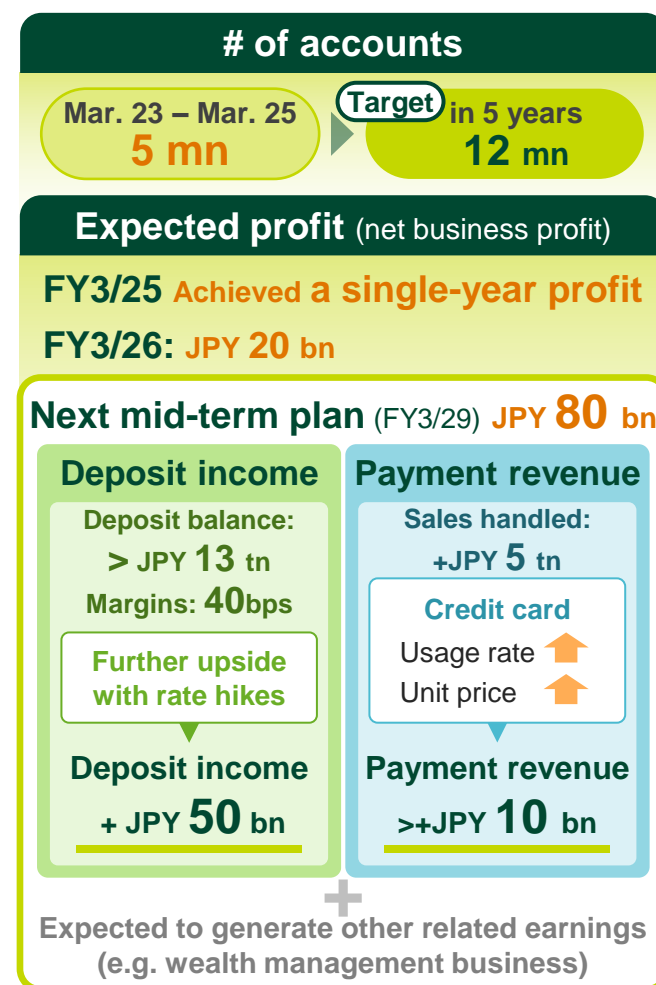 # of accounts
Mar. 23 – Mar. 25
5 mn
Target
in 5 years
12 mn
Expected profit (net business profit)
FY3/25 Achieved a single-year profit
FY3/26: JPY 20 bn
Next mid-term plan (FY3/29) JPY 80 bn
Deposit income
Deposit balance:
> JPY 13 tn
Margins: 40bps
Further upside
with rate hikes
Deposit income
+ JPY 50 bn
Payment revenue
Sales handled:
+JPY 5 tn
Credit card
Usage rate
Unit price
Payment revenue
>+JPY 10 bn
+
Expected to generate other related earnings
(e.g. wealth management business)